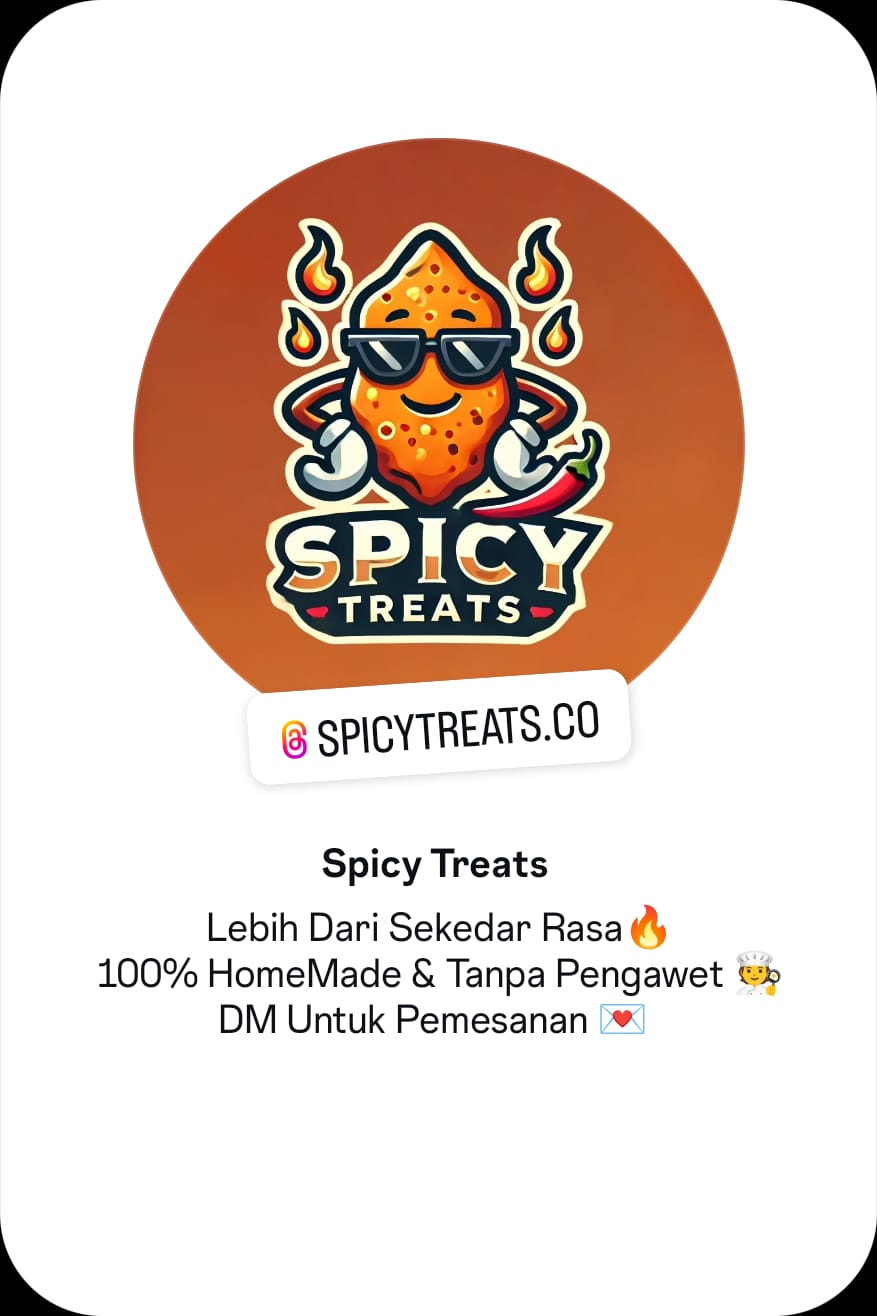 SPICY
TREATS
SPICYTREATS.CO
Spicy Treats
Lebih Dari Sekedar Rasa🔥
100% HomeMade & Tanpa Pengawet 🧑‍🍳
DM Untuk Pemesanan 💌